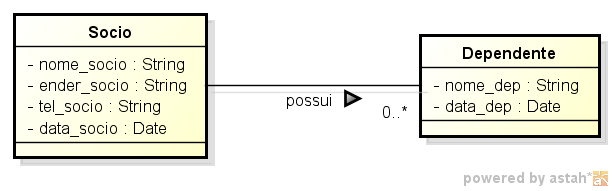 Socio
- nome_socio : String
- ender_socio : String
- tel_socio : String
- data_socio : Date
possui
0..*
Dependente
- nome_dep : String
- data_dep : Date
powered by astah*